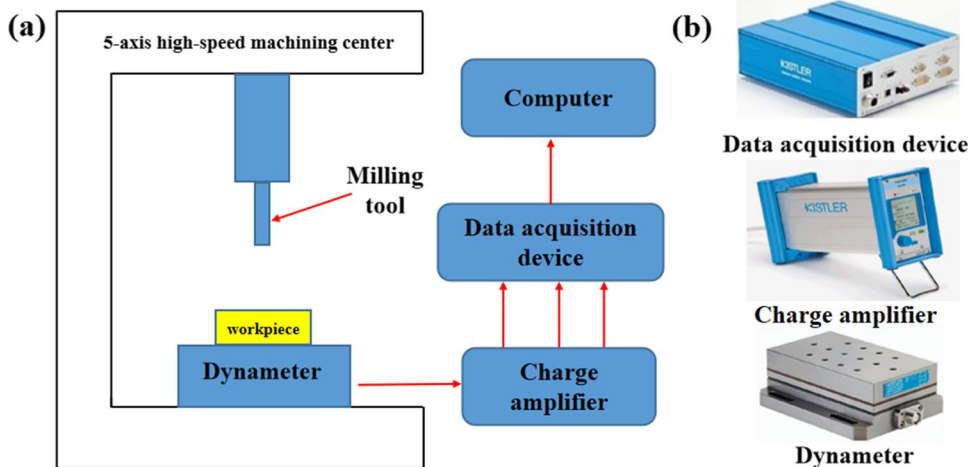 (a)
5-axis high-speed machining center
Milling
tool
workpiece
Dynameter
Computer
Data acquisition
device
Charge
amplifier
(b)
KISTLER
Data acquisition device
KISTLER
Charge amplifier
Dynameter